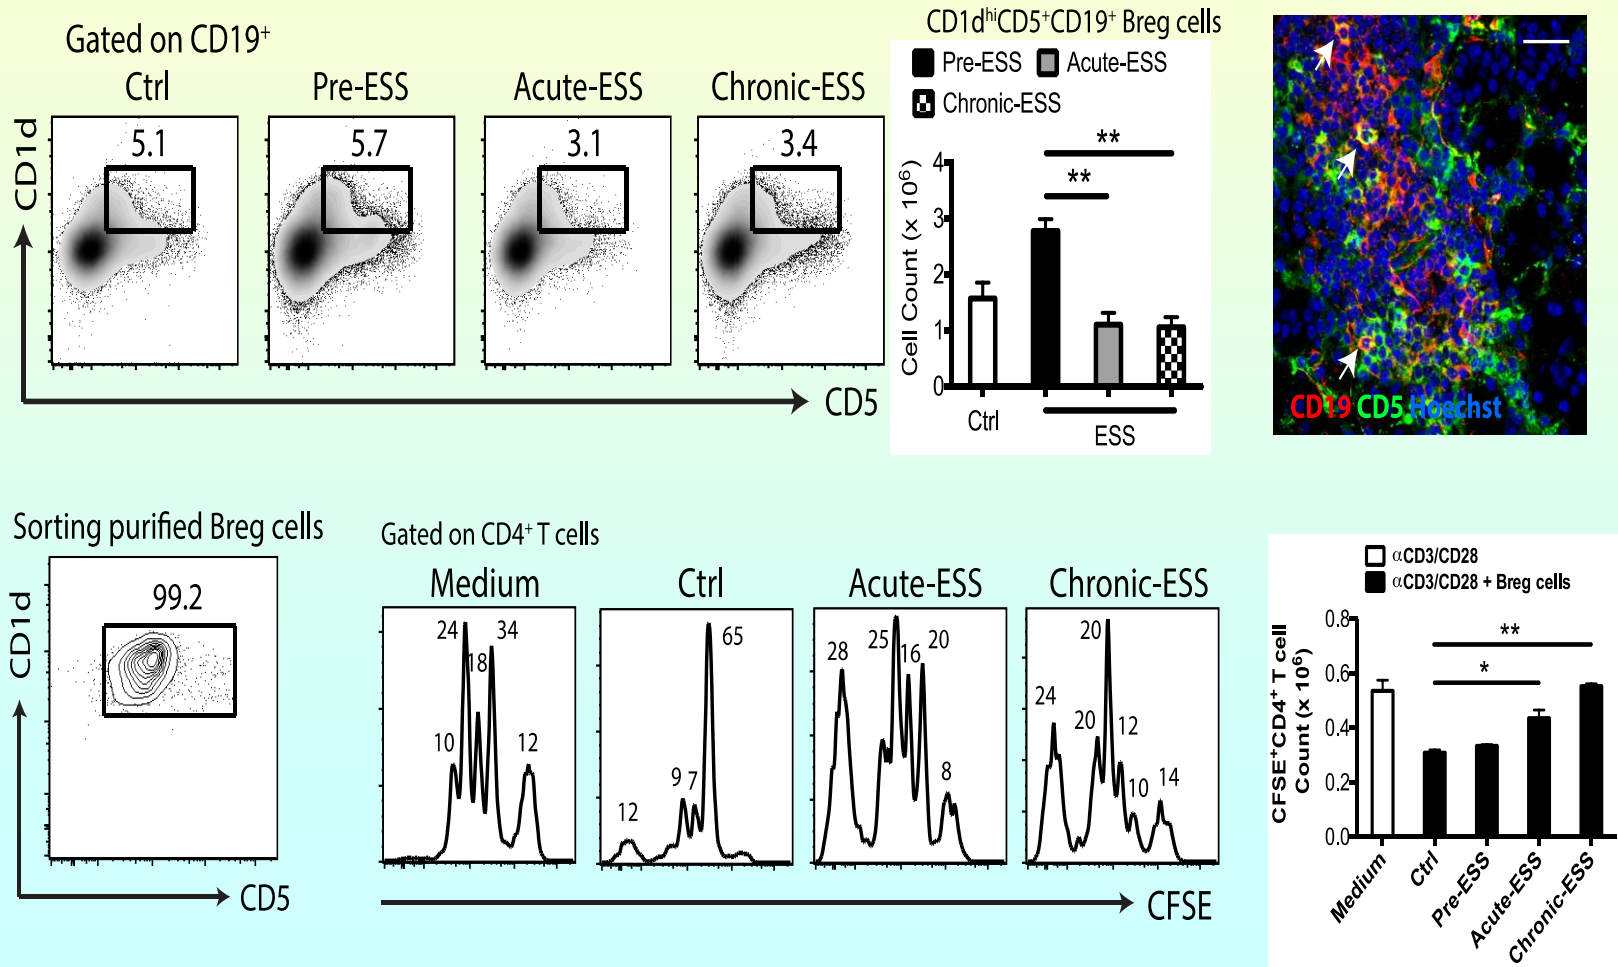 Gated on CD19+
Ctrl
Pre-ESS
Acute-ESS
Chronic-ESS
CD1d
5.1
5.7
3.1
3.4
CD5
CD1dhiCD5+CD19+ Breg cells
Pre-ESS
Acute-ESS
Chronic-ESS
Cell Count (x 10⁶)
4
3
2
1
0
**
**
Ctrl
ESS
CD19 CD5 Hoechst
Sorting purified Breg cells
CD1d
99.2
CD5
Gated on CD4+ T cells
Medium
24
34
18
10
12
Ctrl
65
9
7
12
Acute-ESS
28
25
16
20
8
Chronic-ESS
20
24
20
12
10
14
CFSE
αCD3/CD28
αCD3/CD28 + Breg cells
CFSE+CD4+ T cell
Count (x 10⁶)
0.8
0.6
0.4
0.2
0.0
**
*
Medium
Ctrl
Pre-ESS
Acute-ESS
Chronic-ESS